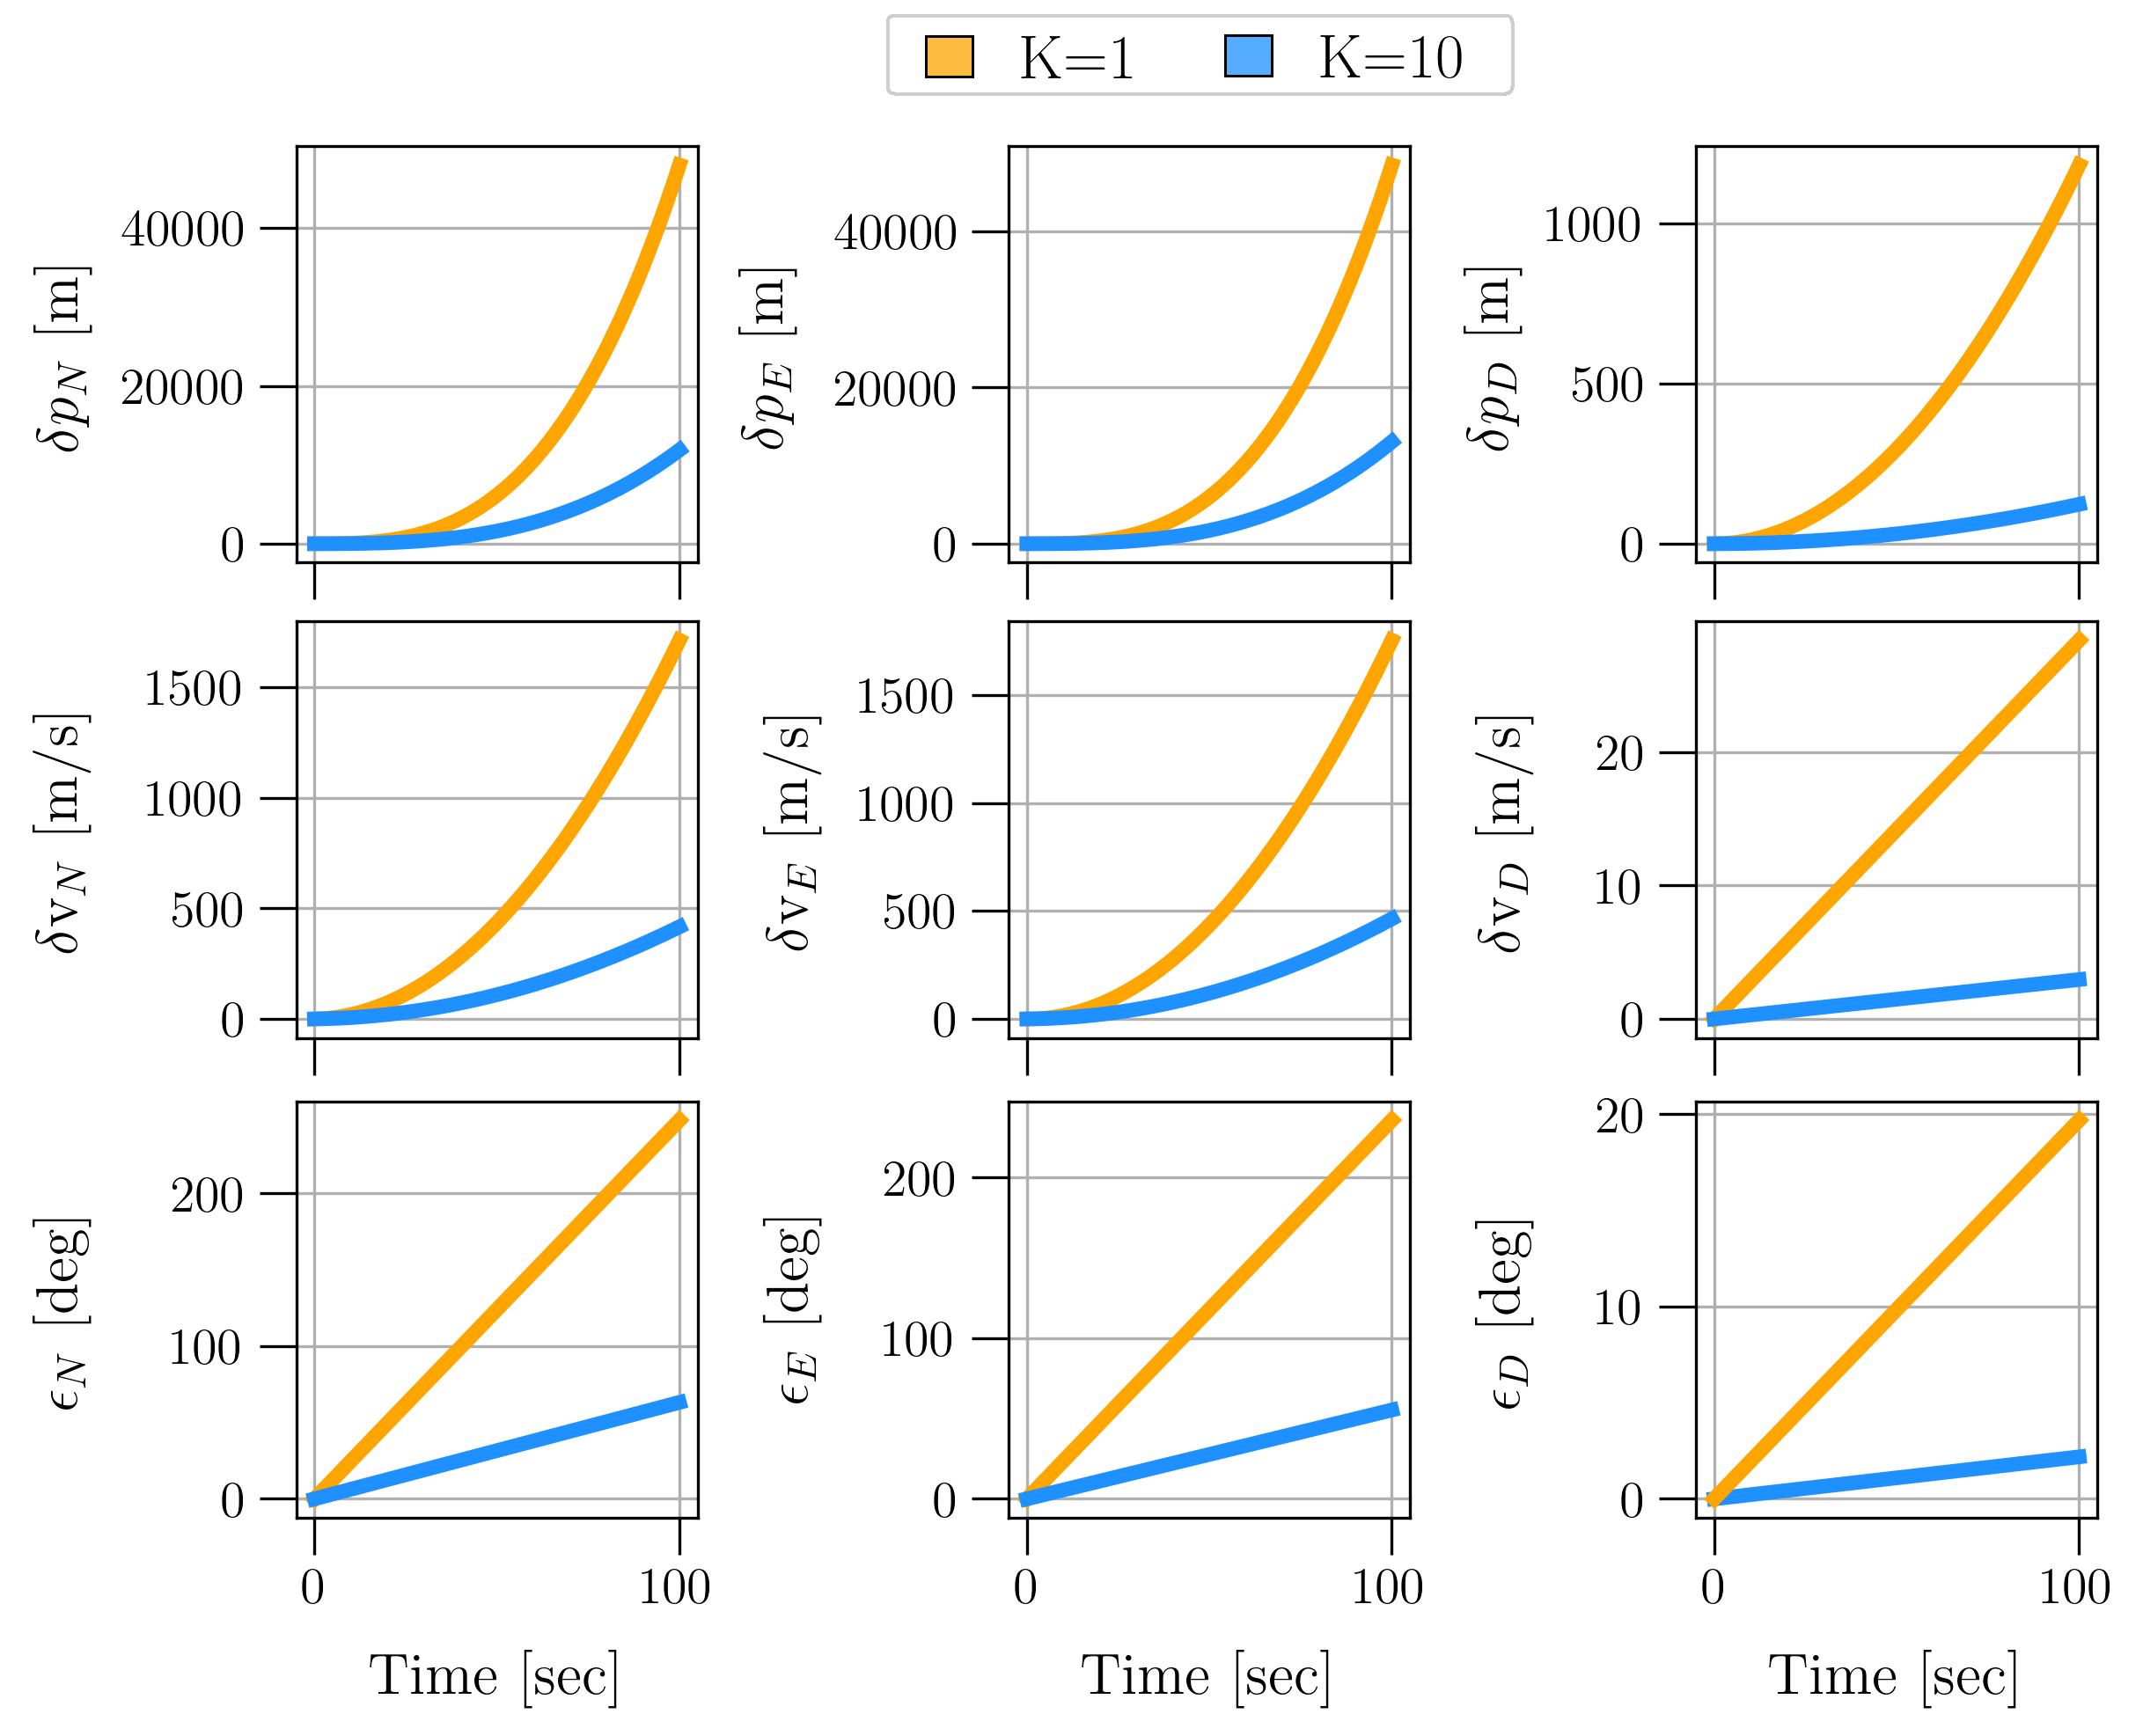 K=1 K=10
δp_N [m]
40000
20000
0
δp_E [m]
40000
20000
0
δp_D [m]
1000
500
0
δv_N [m/s]
1500
1000
500
0
δv_E [m/s]
1500
1000
500
0
δv_D [m/s]
20
10
0
ϵ_N [deg]
200
100
0
ϵ_E [deg]
200
100
0
ϵ_D [deg]
20
10
0
0 100
0 100
0 100
Time [sec]
Time [sec]
Time [sec]